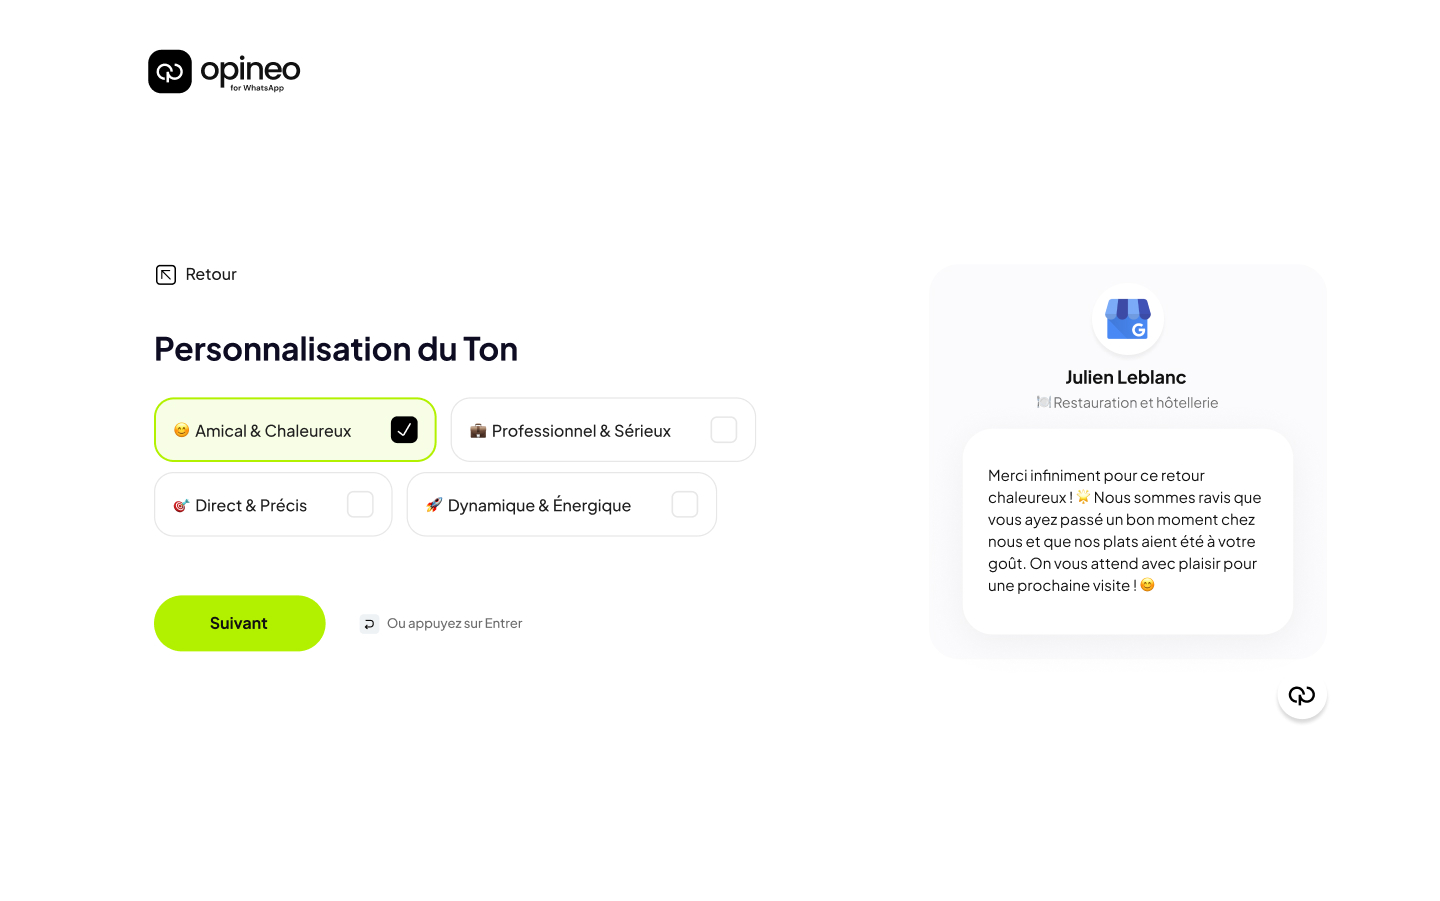 opineo
for WhatsApp
Retour
Personnalisation du Ton
😊 Amical & Chaleureux
💼 Professionnel & Sérieux
🎯 Direct & Précis
🚀 Dynamique & Énergique
Suivant
Ou appuyez sur Entrer
G
Julien Leblanc
🍽️ Restauration et hôtellerie
Merci infiniment pour ce retour
chaleureux ! 🌟 Nous sommes ravis que
vous ayez passé un bon moment chez
nous et que nos plats aient été à votre
goût. On vous attend avec plaisir pour
une prochaine visite ! 😊